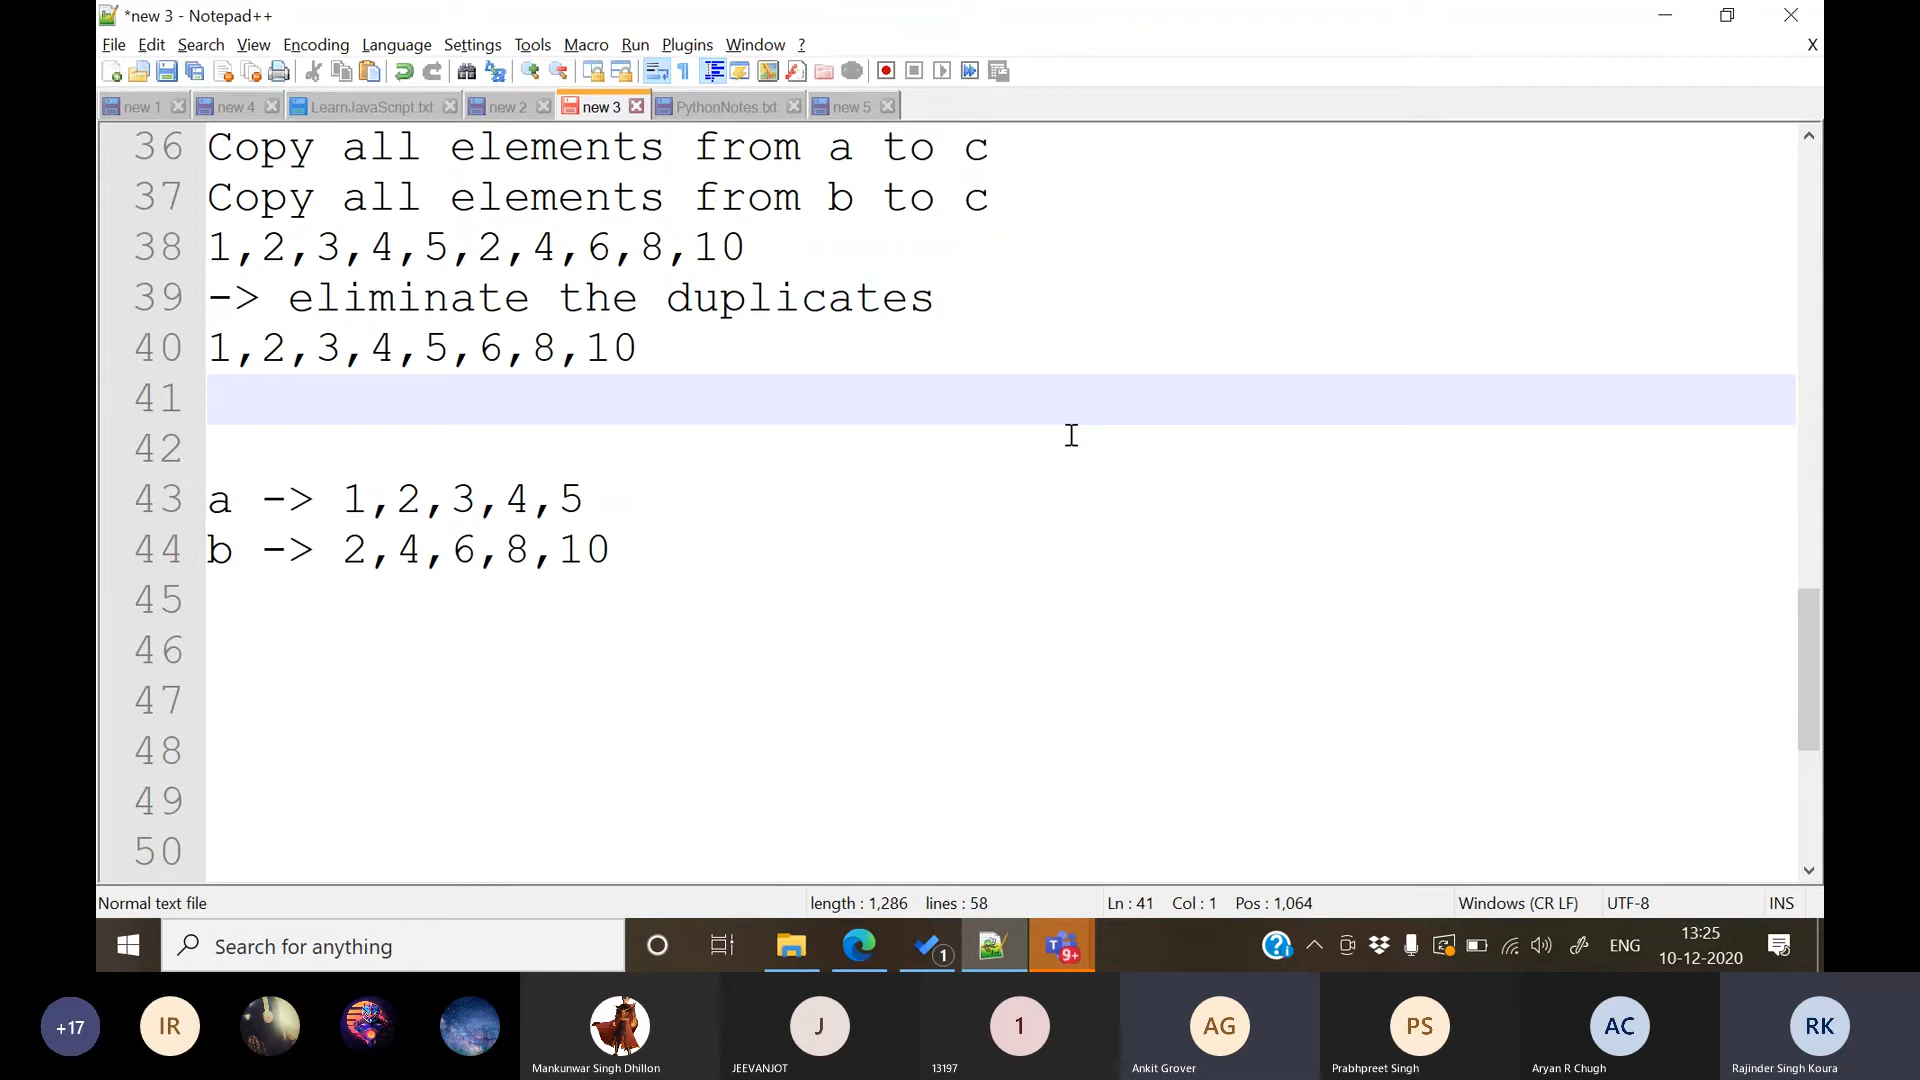 *new 3 - Notepad++
File Edit Search View Encoding Language Settings Tools Macro Run Plugins Window ? X
new 1 new 4 LearnJavaScript.txt new 2 new 3 PythonNotes.txt new 5
36 Copy all elements from a to c
37 Copy all elements from b to c
38 1,2,3,4,5,2,4,6,8,10
39 -> eliminate the duplicates
40 1,2,3,4,5,6,8,10
41
42
43 a -> 1,2,3,4,5
44 b -> 2,4,6,8,10
45
46
47
48
49
50
Normal text file length : 1,286 lines : 58 Ln : 41 Col : 1 Pos : 1,064 Windows (CR LF) UTF-8 INS
Search for anything 1 9+ ENG 13:25
10-12-2020
+17 IR J 1 AG PS AC RK
Mankunwar Singh Dhillon JEEVANJOT 13197 Ankit Grover Prabhpreet Singh Aryan R Chugh Rajinder Singh Koura